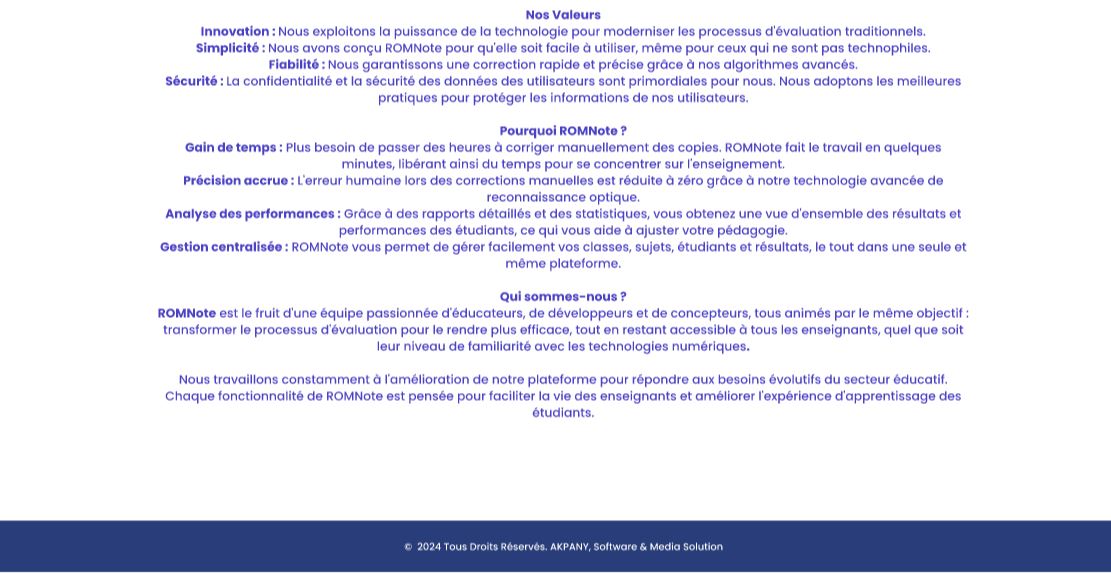 Nos Valeurs
Innovation : Nous exploitons la puissance de la technologie pour moderniser les processus d'évaluation traditionnels.
Simplicité : Nous avons conçu ROMNote pour qu'elle soit facile à utiliser, même pour ceux qui ne sont pas technophiles.
Fiabilité : Nous garantissons une correction rapide et précise grâce à nos algorithmes avancés.
Sécurité : La confidentialité et la sécurité des données des utilisateurs sont primordiales pour nous. Nous adoptons les meilleures
pratiques pour protéger les informations de nos utilisateurs.
Pourquoi ROMNote ?
Gain de temps : Plus besoin de passer des heures à corriger manuellement des copies. ROMNote fait le travail en quelques
minutes, libérant ainsi du temps pour se concentrer sur l'enseignement.
Précision accrue : L'erreur humaine lors des corrections manuelles est réduite à zéro grâce à notre technologie avancée de
reconnaissance optique.
Analyse des performances : Grâce à des rapports détaillés et des statistiques, vous obtenez une vue d'ensemble des résultats et
performances des étudiants, ce qui vous aide à ajuster votre pédagogie.
Gestion centralisée : ROMNote vous permet de gérer facilement vos classes, sujets, étudiants et résultats, le tout dans une seule et
même plateforme.
Qui sommes-nous ?
ROMNote est le fruit d'une équipe passionnée d'éducateurs, de développeurs et de concepteurs, tous animés par le même objectif :
transformer le processus d'évaluation pour le rendre plus efficace, tout en restant accessible à tous les enseignants, quel que soit
leur niveau de familiarité avec les technologies numériques.
Nous travaillons constamment à l'amélioration de notre plateforme pour répondre aux besoins évolutifs du secteur éducatif.
Chaque fonctionnalité de ROMNote est pensée pour faciliter la vie des enseignants et améliorer l'expérience d'apprentissage des
étudiants.
© 2024 Tous Droits Réservés. AKPANY, Software & Media Solution